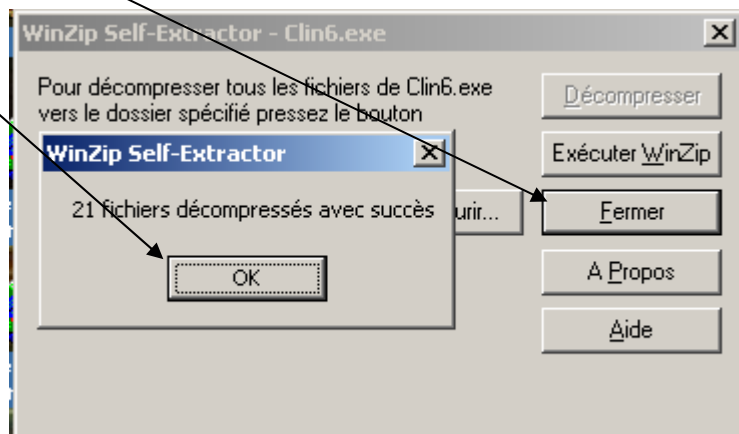 WinZip Self-Extractor - Clin6.exe
Pour décompresser tous les fichiers de Clin6.exe
vers le dossier spécifié pressez le bouton
Décompresser
WinZip Self-Extractor
Exécuter WinZip
21 fichiers décompressés avec succès
urir...
Fermer
OK
A Propos
Aide